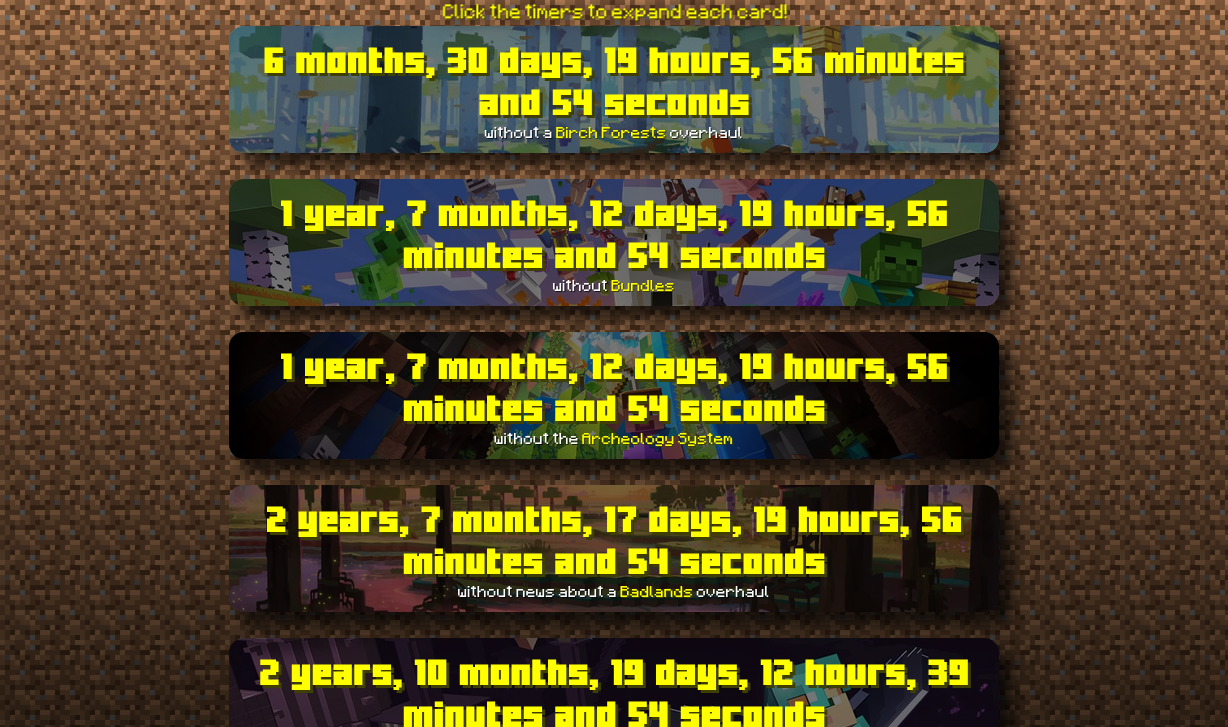 Click the timers to expand each card!
6 months, 30 days, 19 hours, 56 minutes
and 54 seconds
without a Birch Forests overhaul
1 year, 7 months, 12 days, 19 hours, 56
minutes and 54 seconds
without Bundles
1 year, 7 months, 12 days, 19 hours, 56
minutes and 54 seconds
without the Archeology System
2 years, 7 months, 17 days, 19 hours, 56
minutes and 54 seconds
without news about a Badlands overhaul
2 years, 10 months, 19 days, 12 hours, 39
minutes and 54 seconds